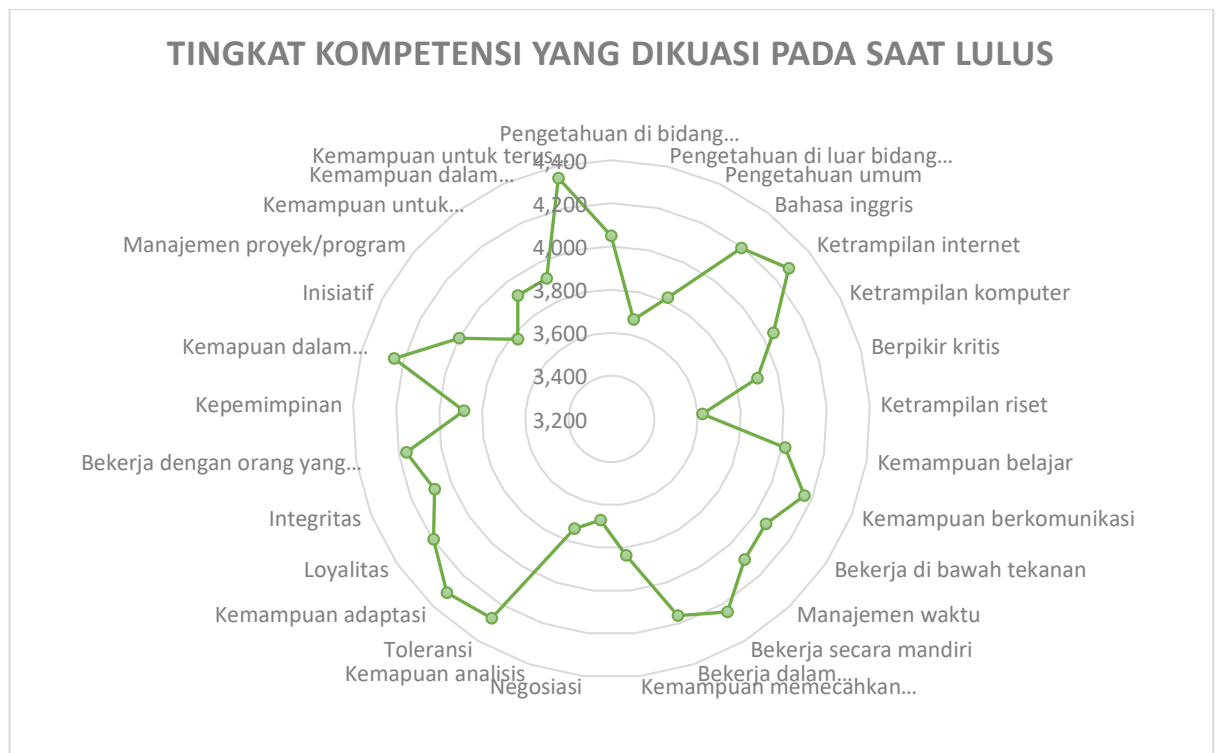 TINGKAT KOMPETENSI YANG DIKUASI PADA SAAT LULUS
Pengetahuan di bidang...
Pengetahuan di luar bidang...
Pengetahuan umum
Bahasa inggris
Ketrampilan internet
Ketrampilan komputer
Berpikir kritis
Ketrampilan riset
Kemampuan belajar
Kemampuan berkomunikasi
Bekerja di bawah tekanan
Manajemen waktu
Bekerja secara mandiri
Bekerja dalam...
Kemampuan memecahkan...
Negosiasi
Kemapuan analisis
Toleransi
Kemampuan adaptasi
Loyalitas
Integritas
Bekerja dengan orang yang...
Kepemimpinan
Kemapuan dalam...
Inisiatif
Manajemen proyek/program
Kemampuan untuk...
Kemampuan dalam...
Kemampuan untuk terus...
4,400
4,200
4,000
3,800
3,600
3,400
3,200